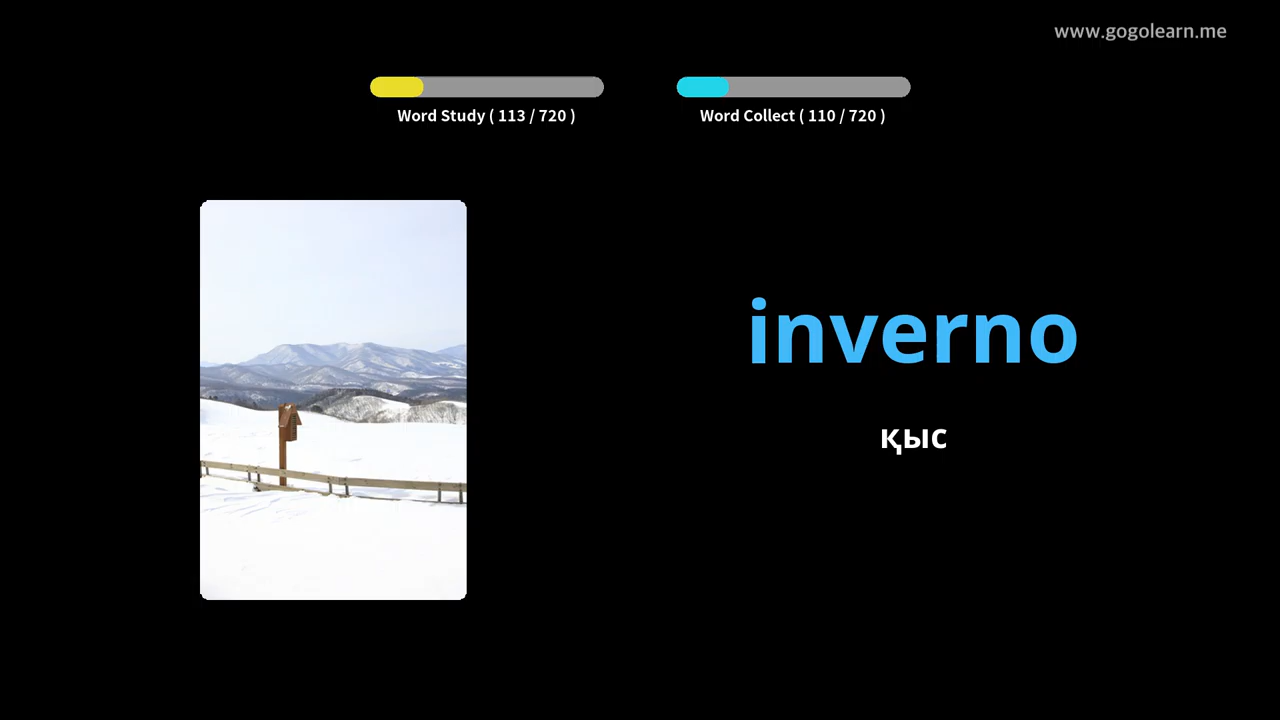 www.gogolearn.me
Word Study ( 113 / 720 )
Word Collect ( 110 / 720 )
inverno
қыс